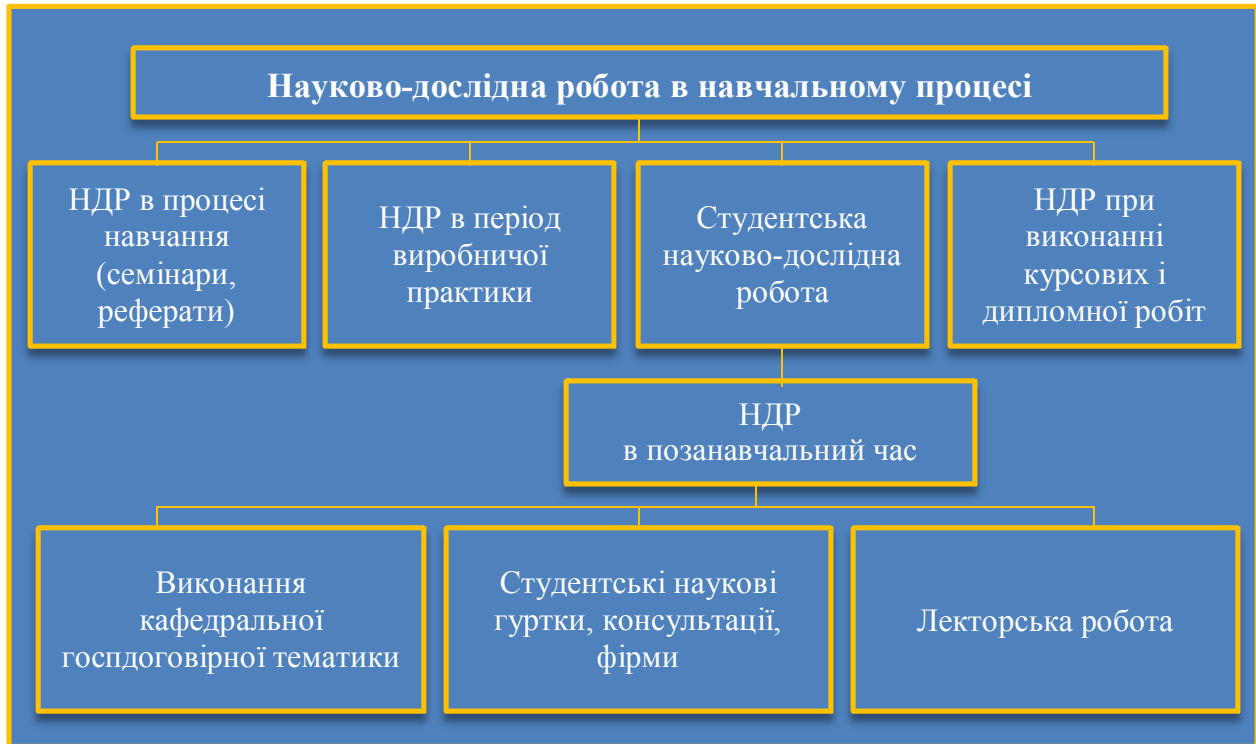 Науково-дослідна робота в навчальному процесі
НДР в процесі
навчання
(семінари,
реферати)
НДР в період
виробничої
практики
Студентська
науково-дослідна
робота
НДР при
виконанні
курсових і
дипломної робіт
НДР
в позанавчальний час
Виконання
кафедральної
госпдоговірної тематики
Студентські наукові
гуртки, консультації,
фірми
Лекторська робота